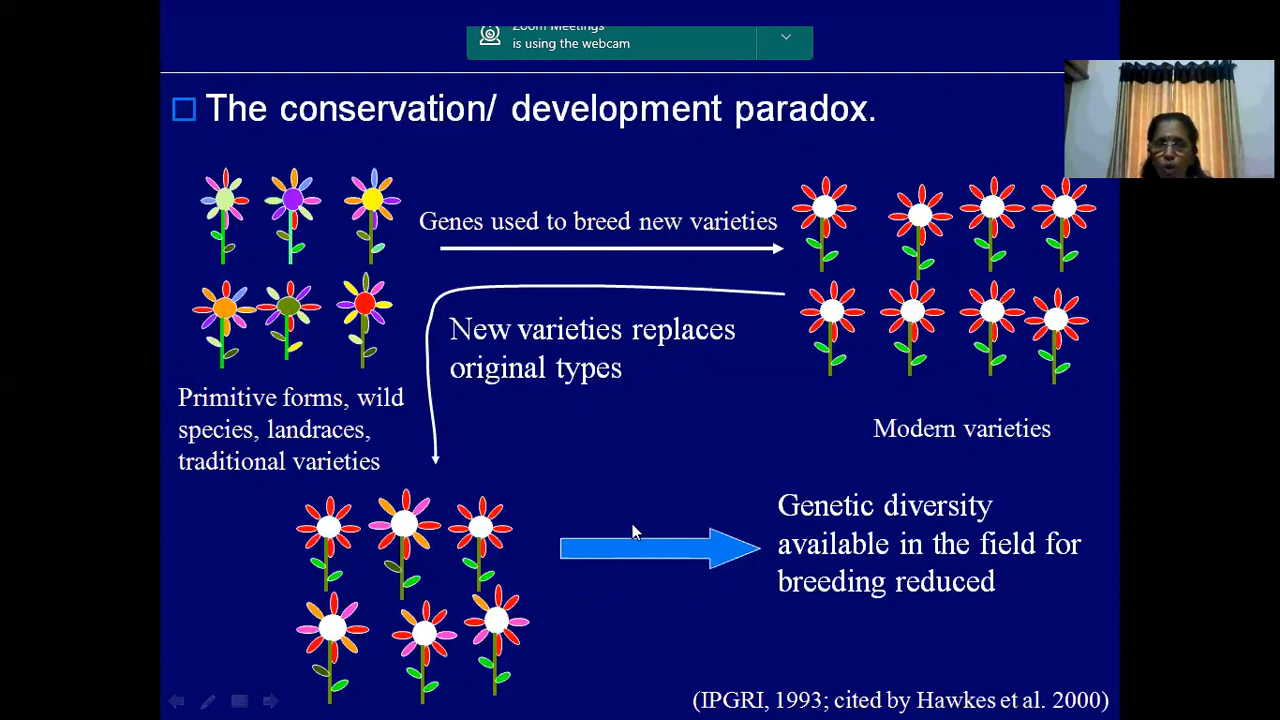 Zoom Meetings
is using the webcam
The conservation/ development paradox.
Genes used to breed new varieties
New varieties replaces
original types
Primitive forms, wild
species, landraces,
traditional varieties
Modern varieties
Genetic diversity
available in the field for
breeding reduced
(IPGRI, 1993; cited by Hawkes et al. 2000)